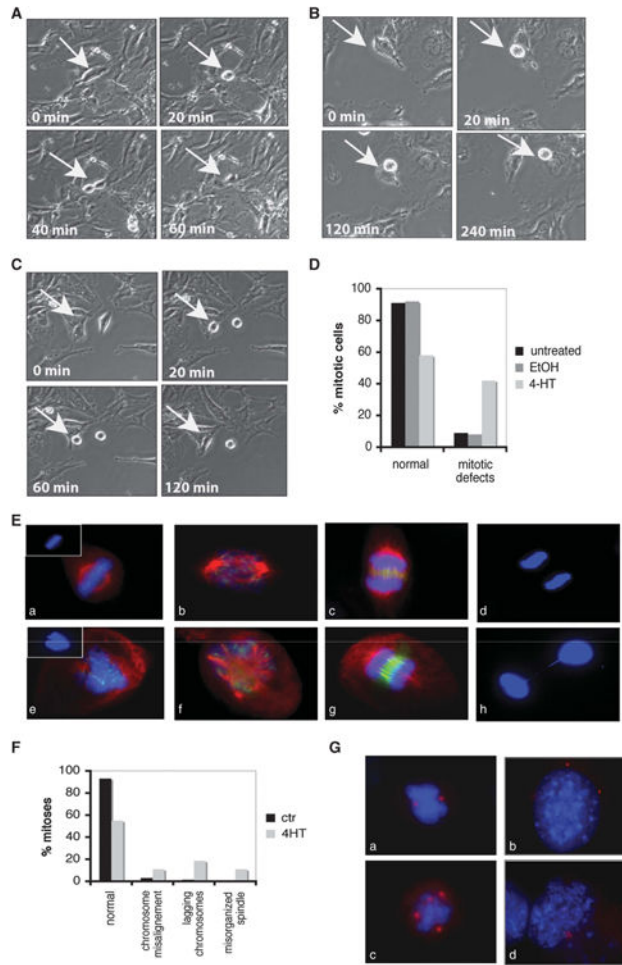 A
0 min
20 min
40 min
60 min
B
0 min
20 min
120 min
240 min
C
0 min
20 min
60 min
120 min
D
% mitotic cells
100
80
60
40
20
0
normal
mitotic
defects
untreated
EtOH
4-HT
E
a
b
c
d
e
f
g
h
F
% mitoses
100
80
60
40
20
0
normal
chromosome
misalignement
lagging
chromosomes
misorganized
spindle
ctr
4HT
G
a
b
c
d